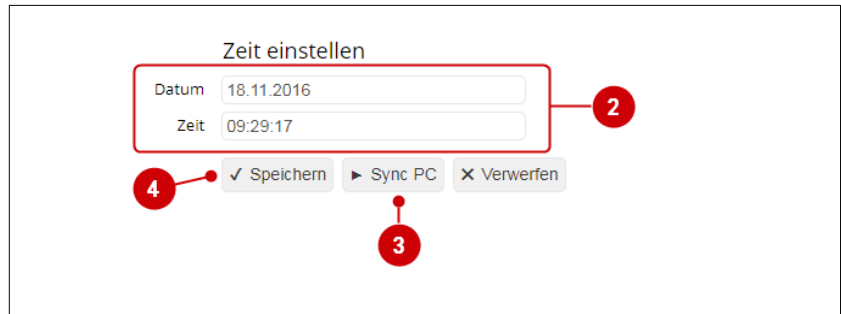 Zeit einstellen
Datum 18.11.2016
2
Zeit 09:29:17
4 ✓ Speichern ► Sync PC ✕ Verwerfen
3